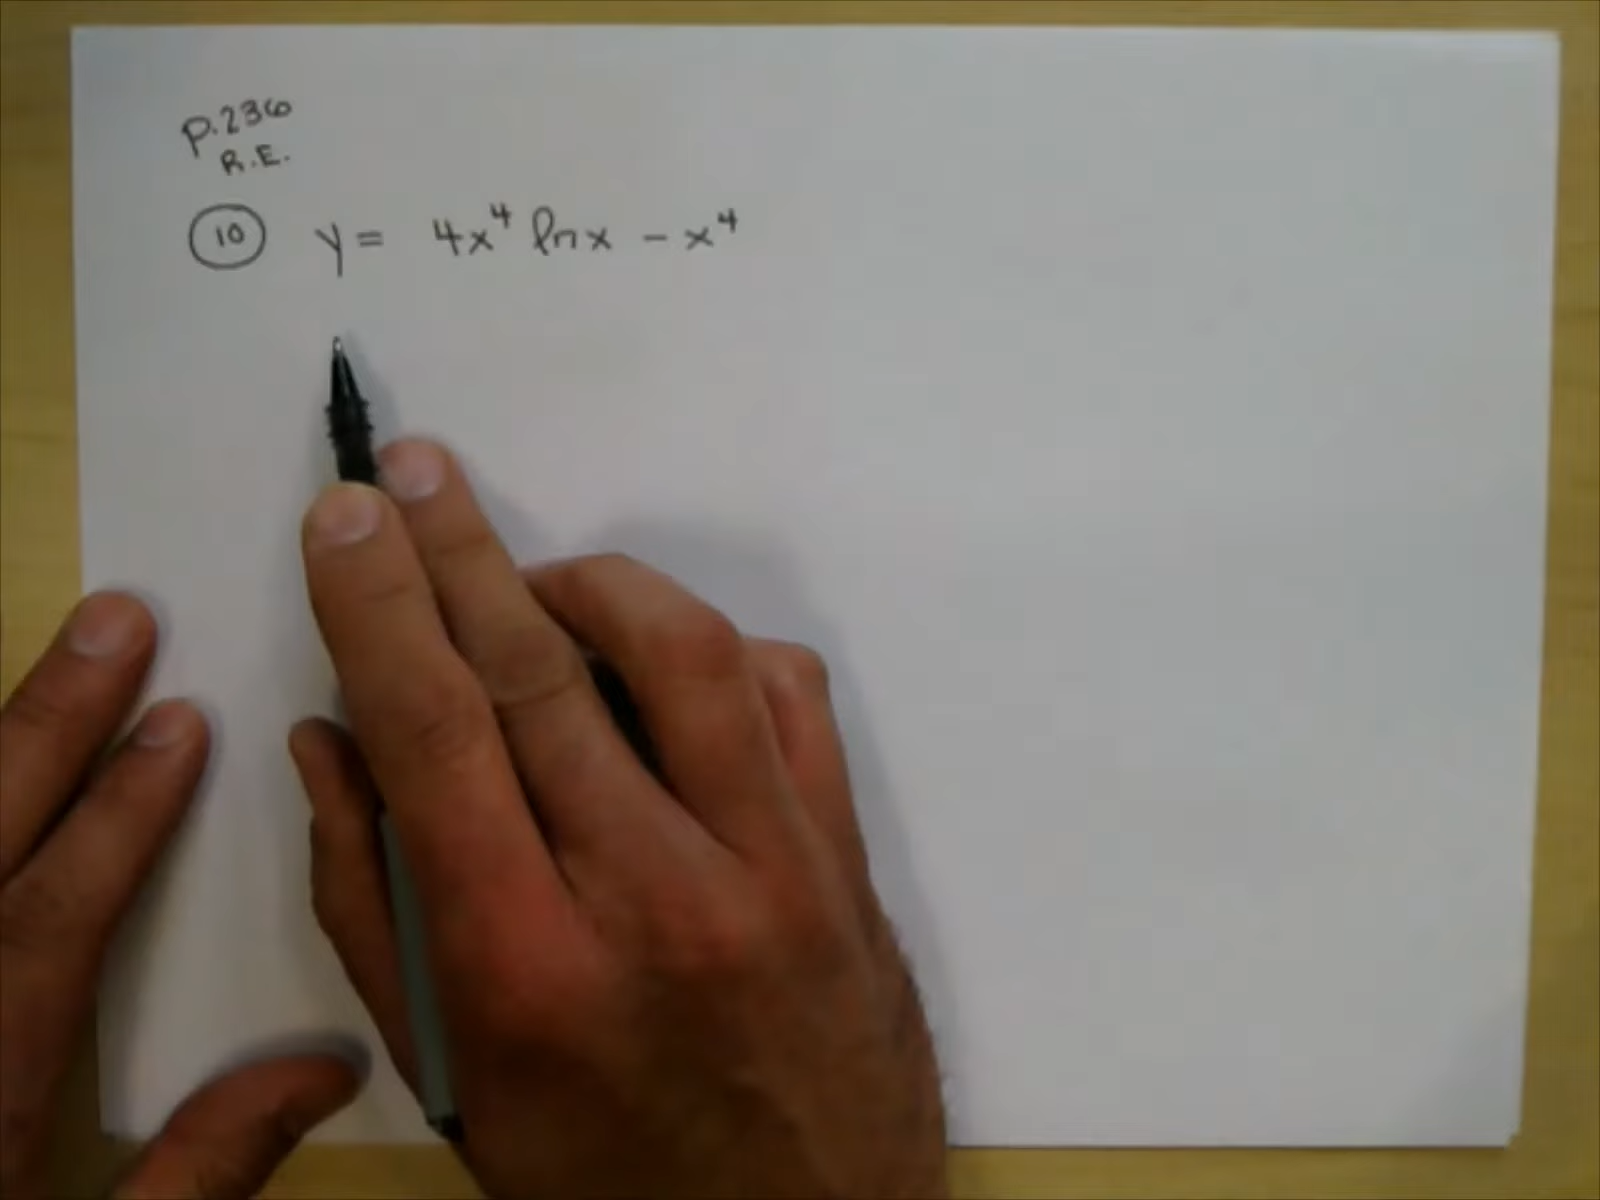 p.236
R.E.
10 y = 4x⁴ ln x - x⁴